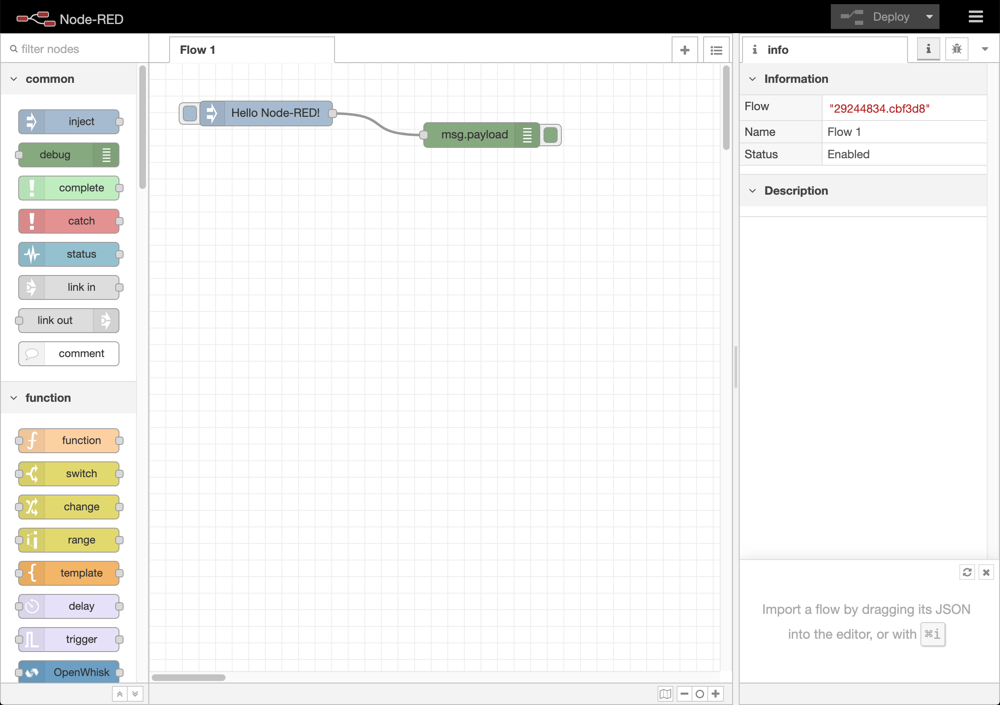 Node-RED
Deploy
filter nodes
Flow 1
info
common
inject
debug
complete
catch
status
link in
link out
comment
function
function
switch
change
range
template
delay
trigger
OpenWhisk
Hello Node-RED!
msg.payload
Information
Flow "29244834.cbf3d8"
Name Flow 1
Status Enabled
Description
Import a flow by dragging its JSON
into the editor, or with ⌘i